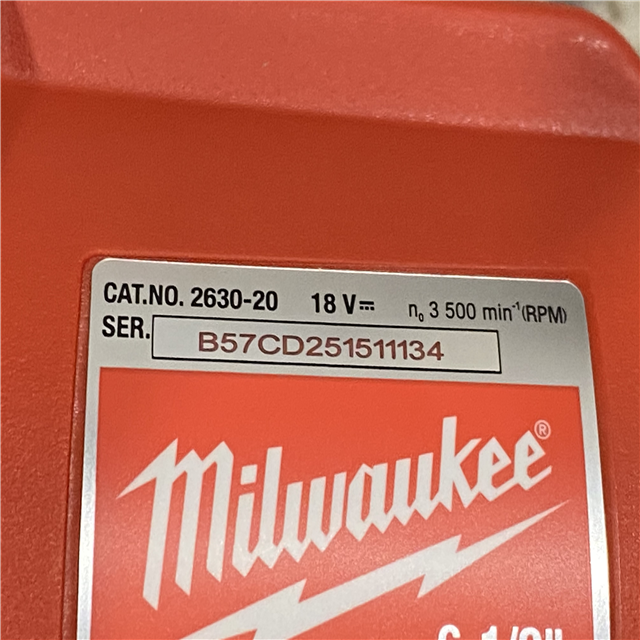 CAT.NO. 2630-20 18 V⎓ n₀ 3 500 min⁻¹(RPM)
SER. B57CD251511134
Milwaukee®